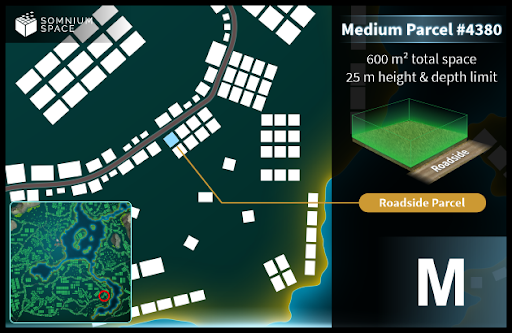 SOMNIUM
SPACE
Medium Parcel #4380
600 m² total space
25 m height & depth limit
Roadside
Roadside Parcel
M